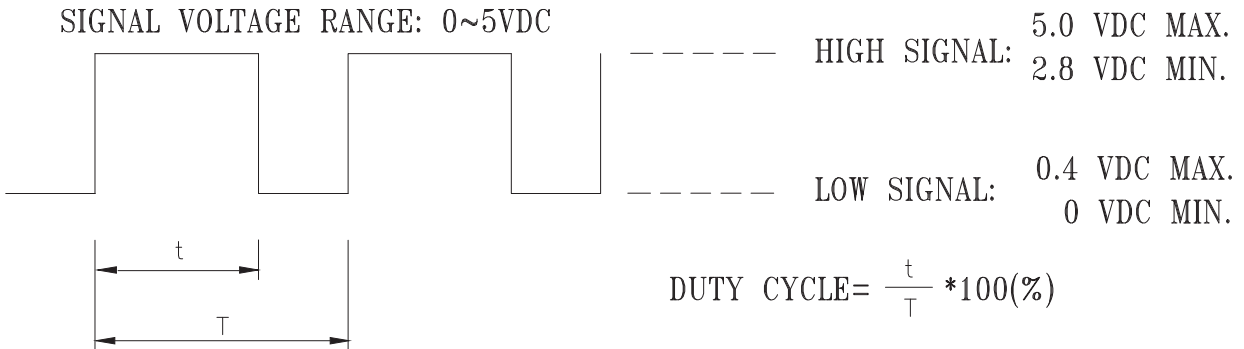 SIGNAL VOLTAGE RANGE: 0~5VDC
HIGH SIGNAL: 5.0 VDC MAX.
2.8 VDC MIN.
LOW SIGNAL: 0.4 VDC MAX.
0 VDC MIN.
t
T
DUTY CYCLE= t/T *100(%)